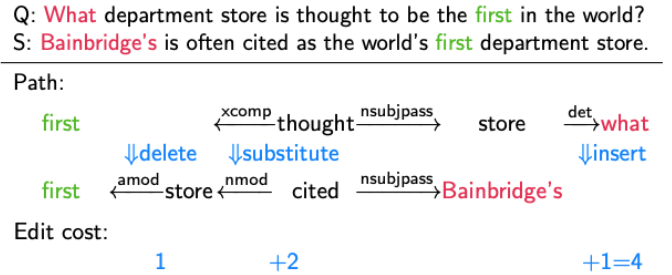 Q: What department store is thought to be the first in the world?
S: Bainbridge's is often cited as the world's first department store.
Path:
xcomp nsubjpass det
first ←thought→ store →what
⇓delete ⇓substitute ⇓insert
amod nmod nsubjpass
first ←store← cited →Bainbridge's
Edit cost:
1 +2 +1=4